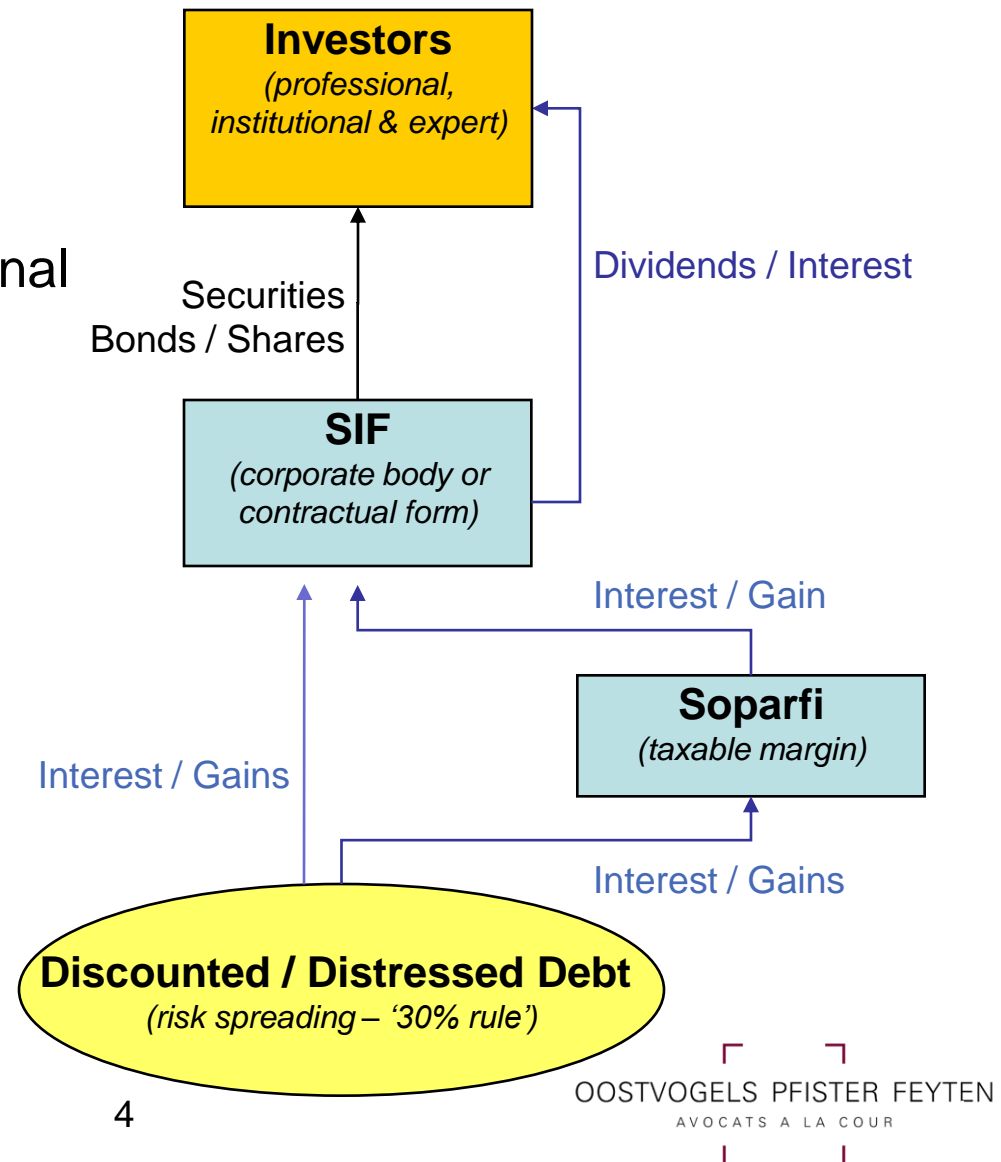 Investors
(professional,
institutional & expert)
nal
Dividends / Interest
Securities
Bonds / Shares
SIF
(corporate body or
contractual form)
Interest / Gain
Soparfi
(taxable margin)
Interest / Gains
Interest / Gains
Discounted / Distressed Debt
(risk spreading – ‘30% rule’)
4
OOSTVOGELS PFISTER FEYTEN
AVOCATS A LA COUR